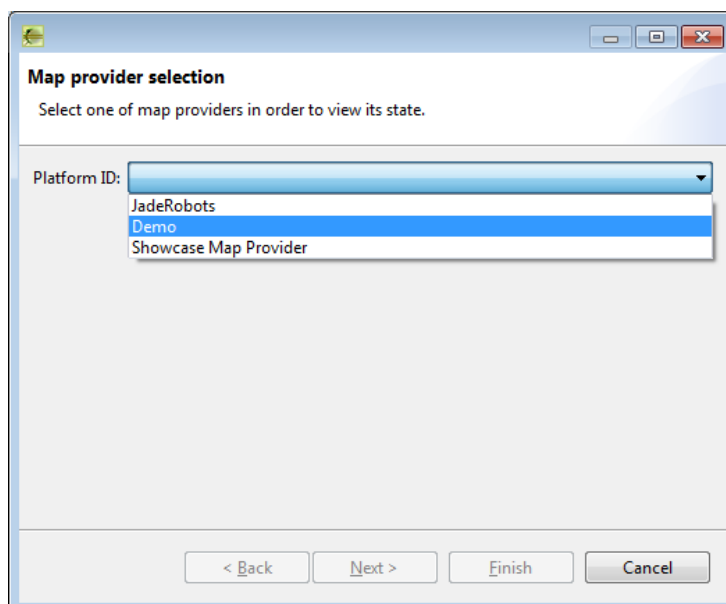 Map provider selection
Select one of map providers in order to view its state.
Platform ID:
JadeRobots
Demo
Showcase Map Provider
< Back Next > Finish Cancel